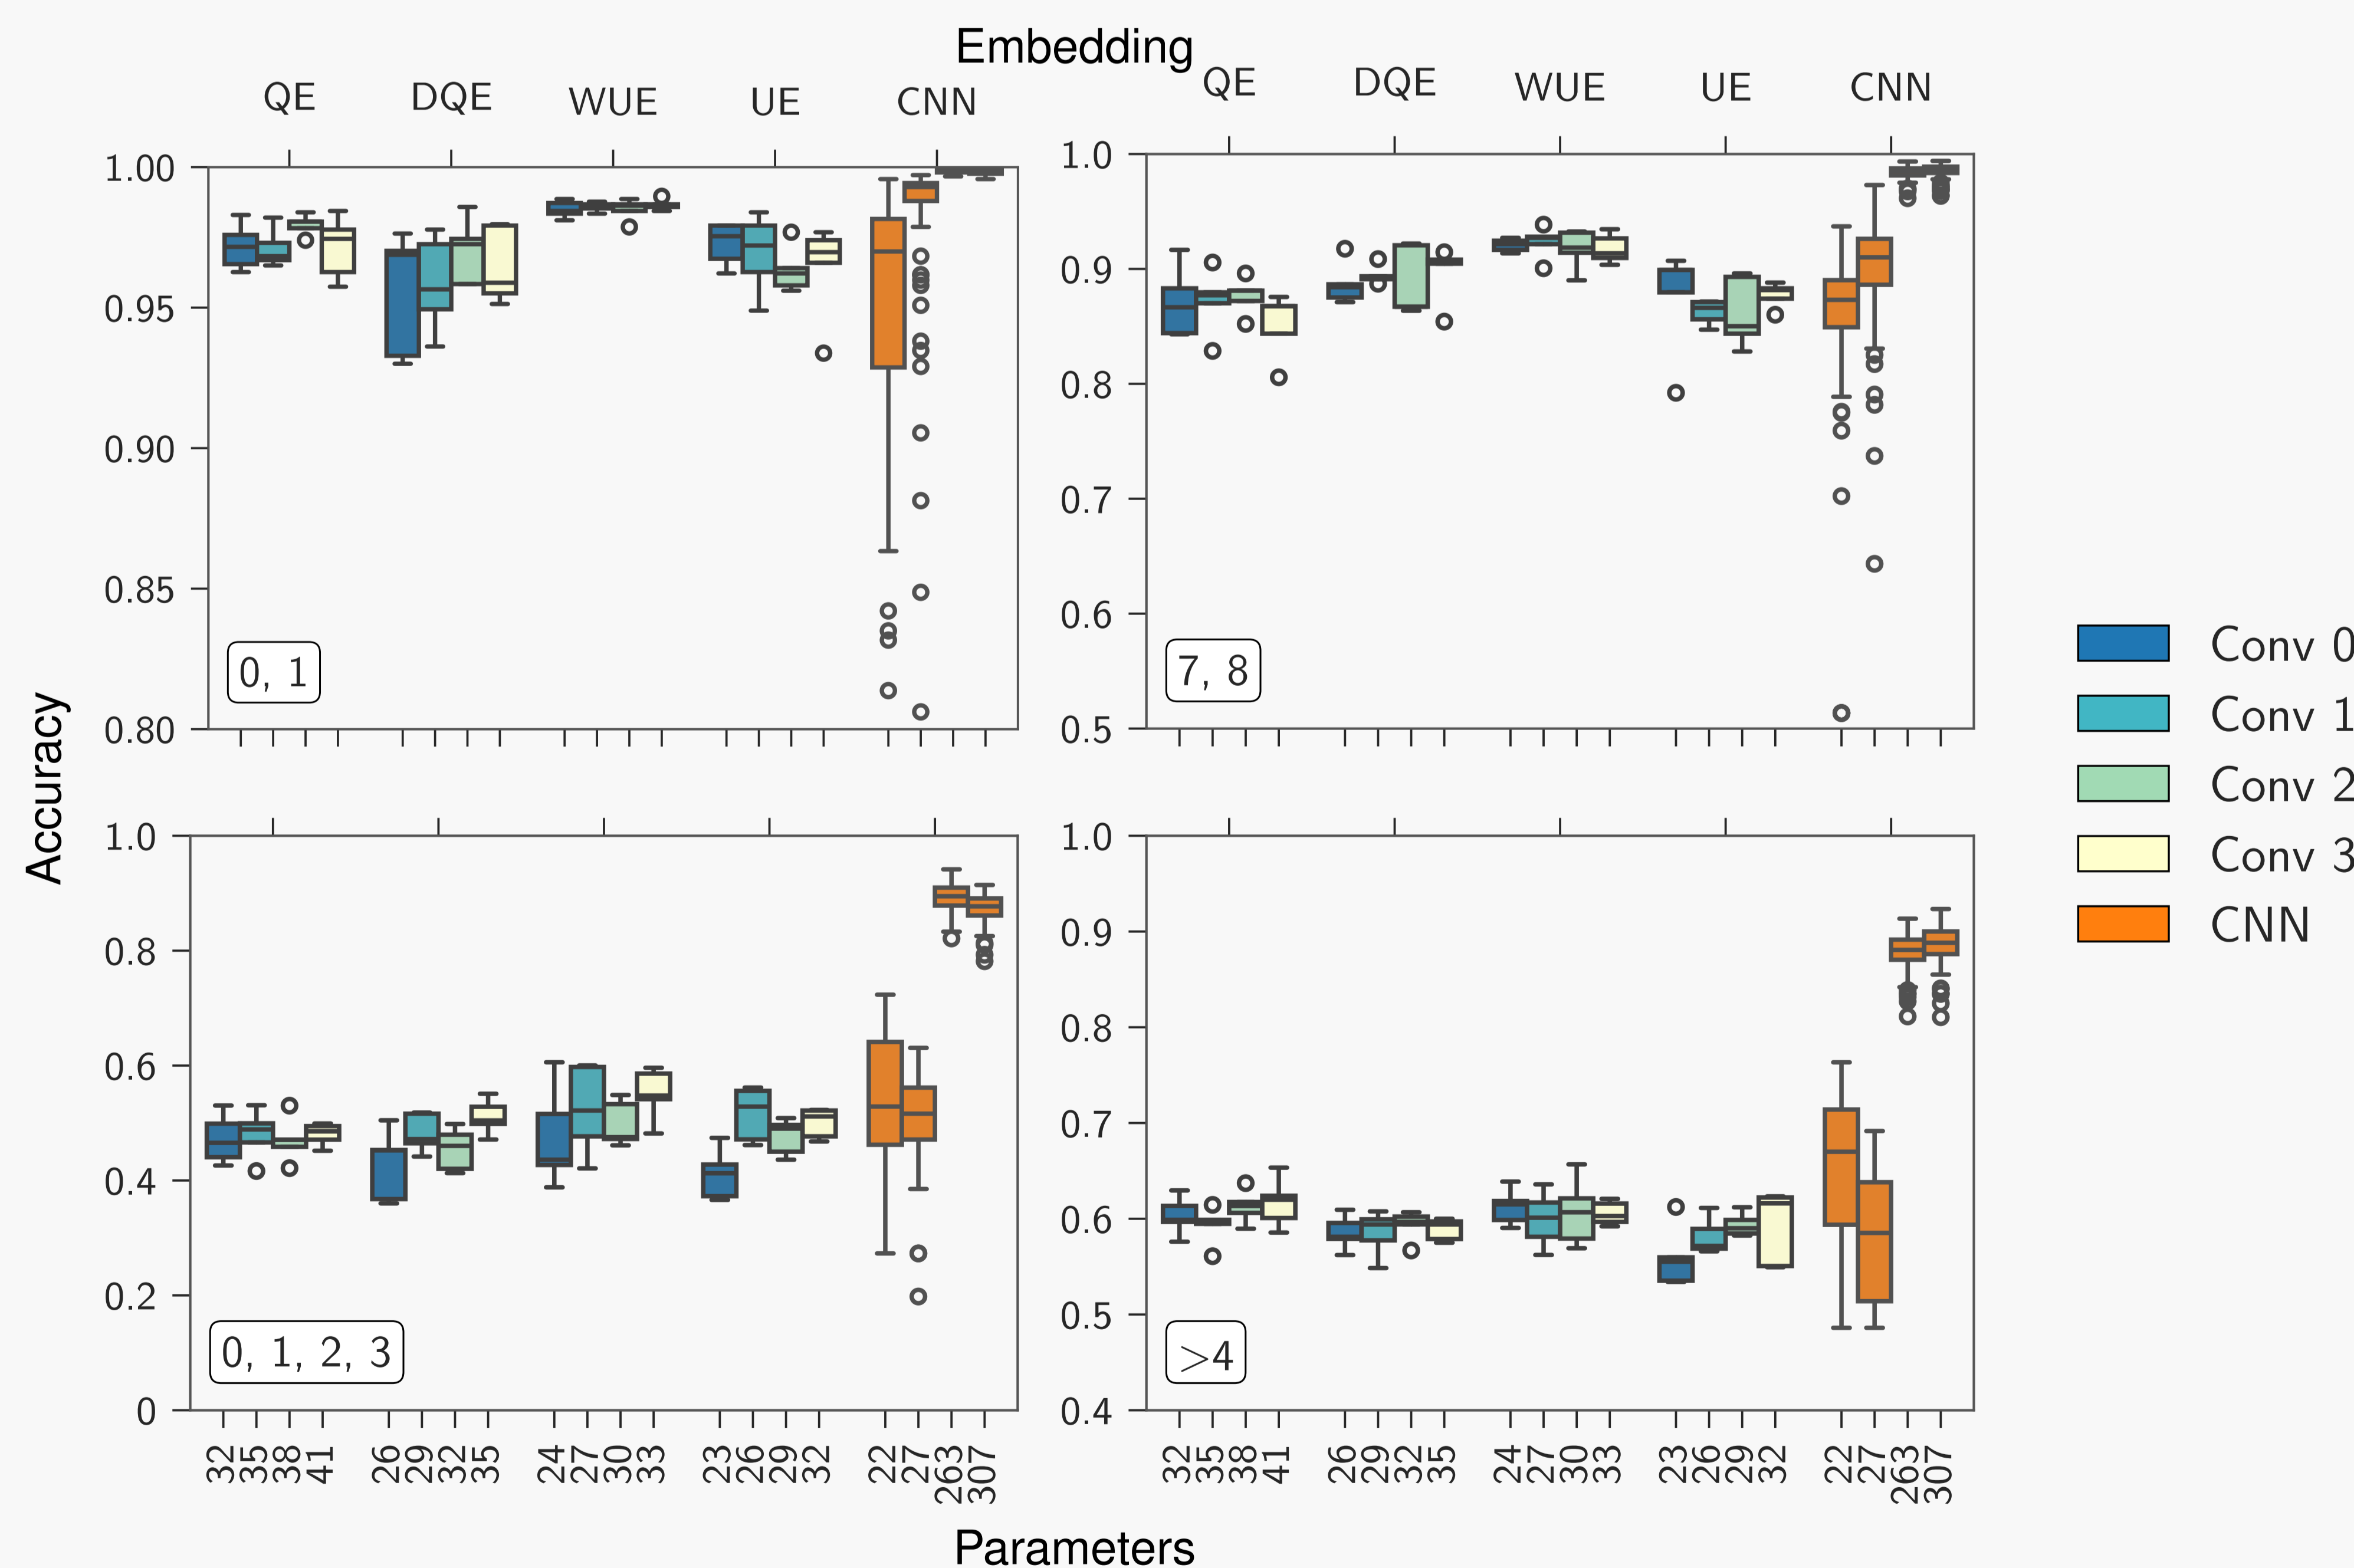 Embedding
QE DQE WUE UE CNN
QE DQE WUE UE CNN
Accuracy
1.00
0.95
0.90
0.85
0.80
0, 1
1.0
0.9
0.8
0.7
0.6
0.5
7, 8
1.0
0.8
0.6
0.4
0.2
0
0, 1, 2, 3
32 35 38 41 26 29 32 35 24 27 30 33 23 26 29 32 22 27 263 307
1.0
0.9
0.8
0.7
0.6
0.5
0.4
>4
32 35 38 41 26 29 32 35 24 27 30 33 23 26 29 32 22 27 263 307
Parameters
Conv 0
Conv 1
Conv 2
Conv 3
CNN